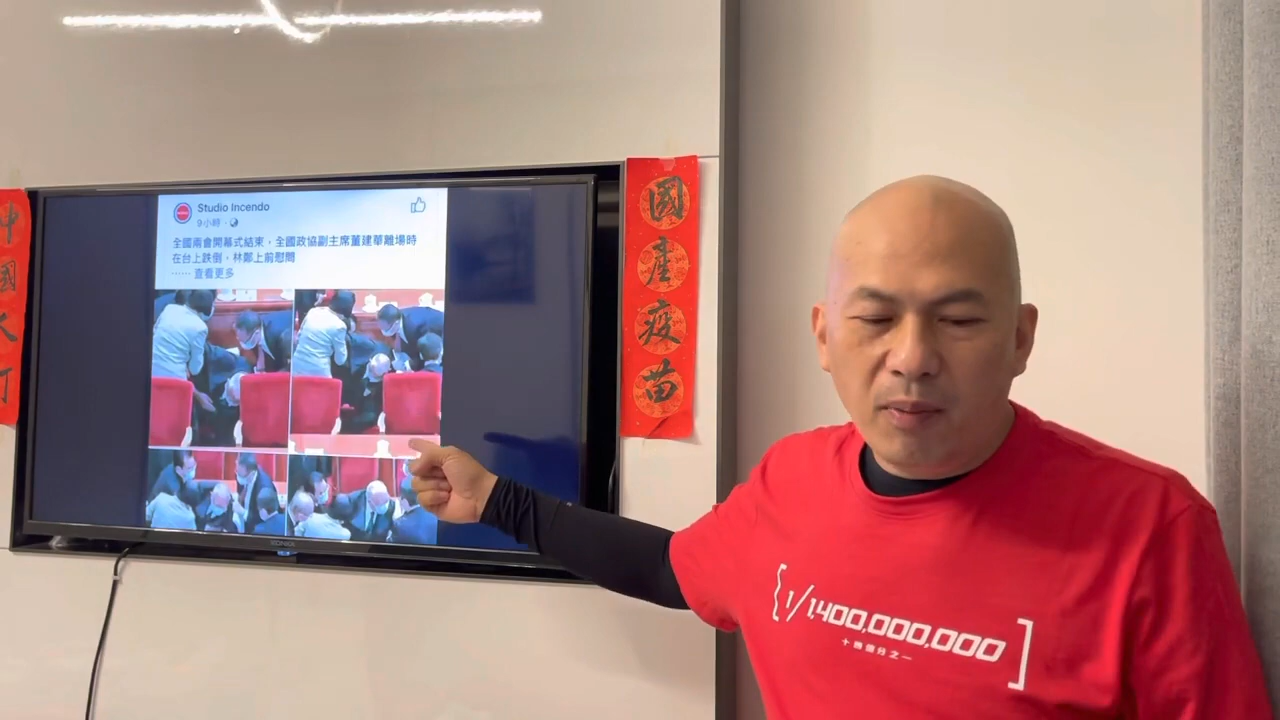 Studio Incendo
9小時 ·
全國兩會開幕式結束，全國政協副主席董建華離場時
在台上跌倒，林鄭上前慰問
⋯⋯ 查看更多
國產疫苗
KONKA
1/1,400,000,000
十四億分之一